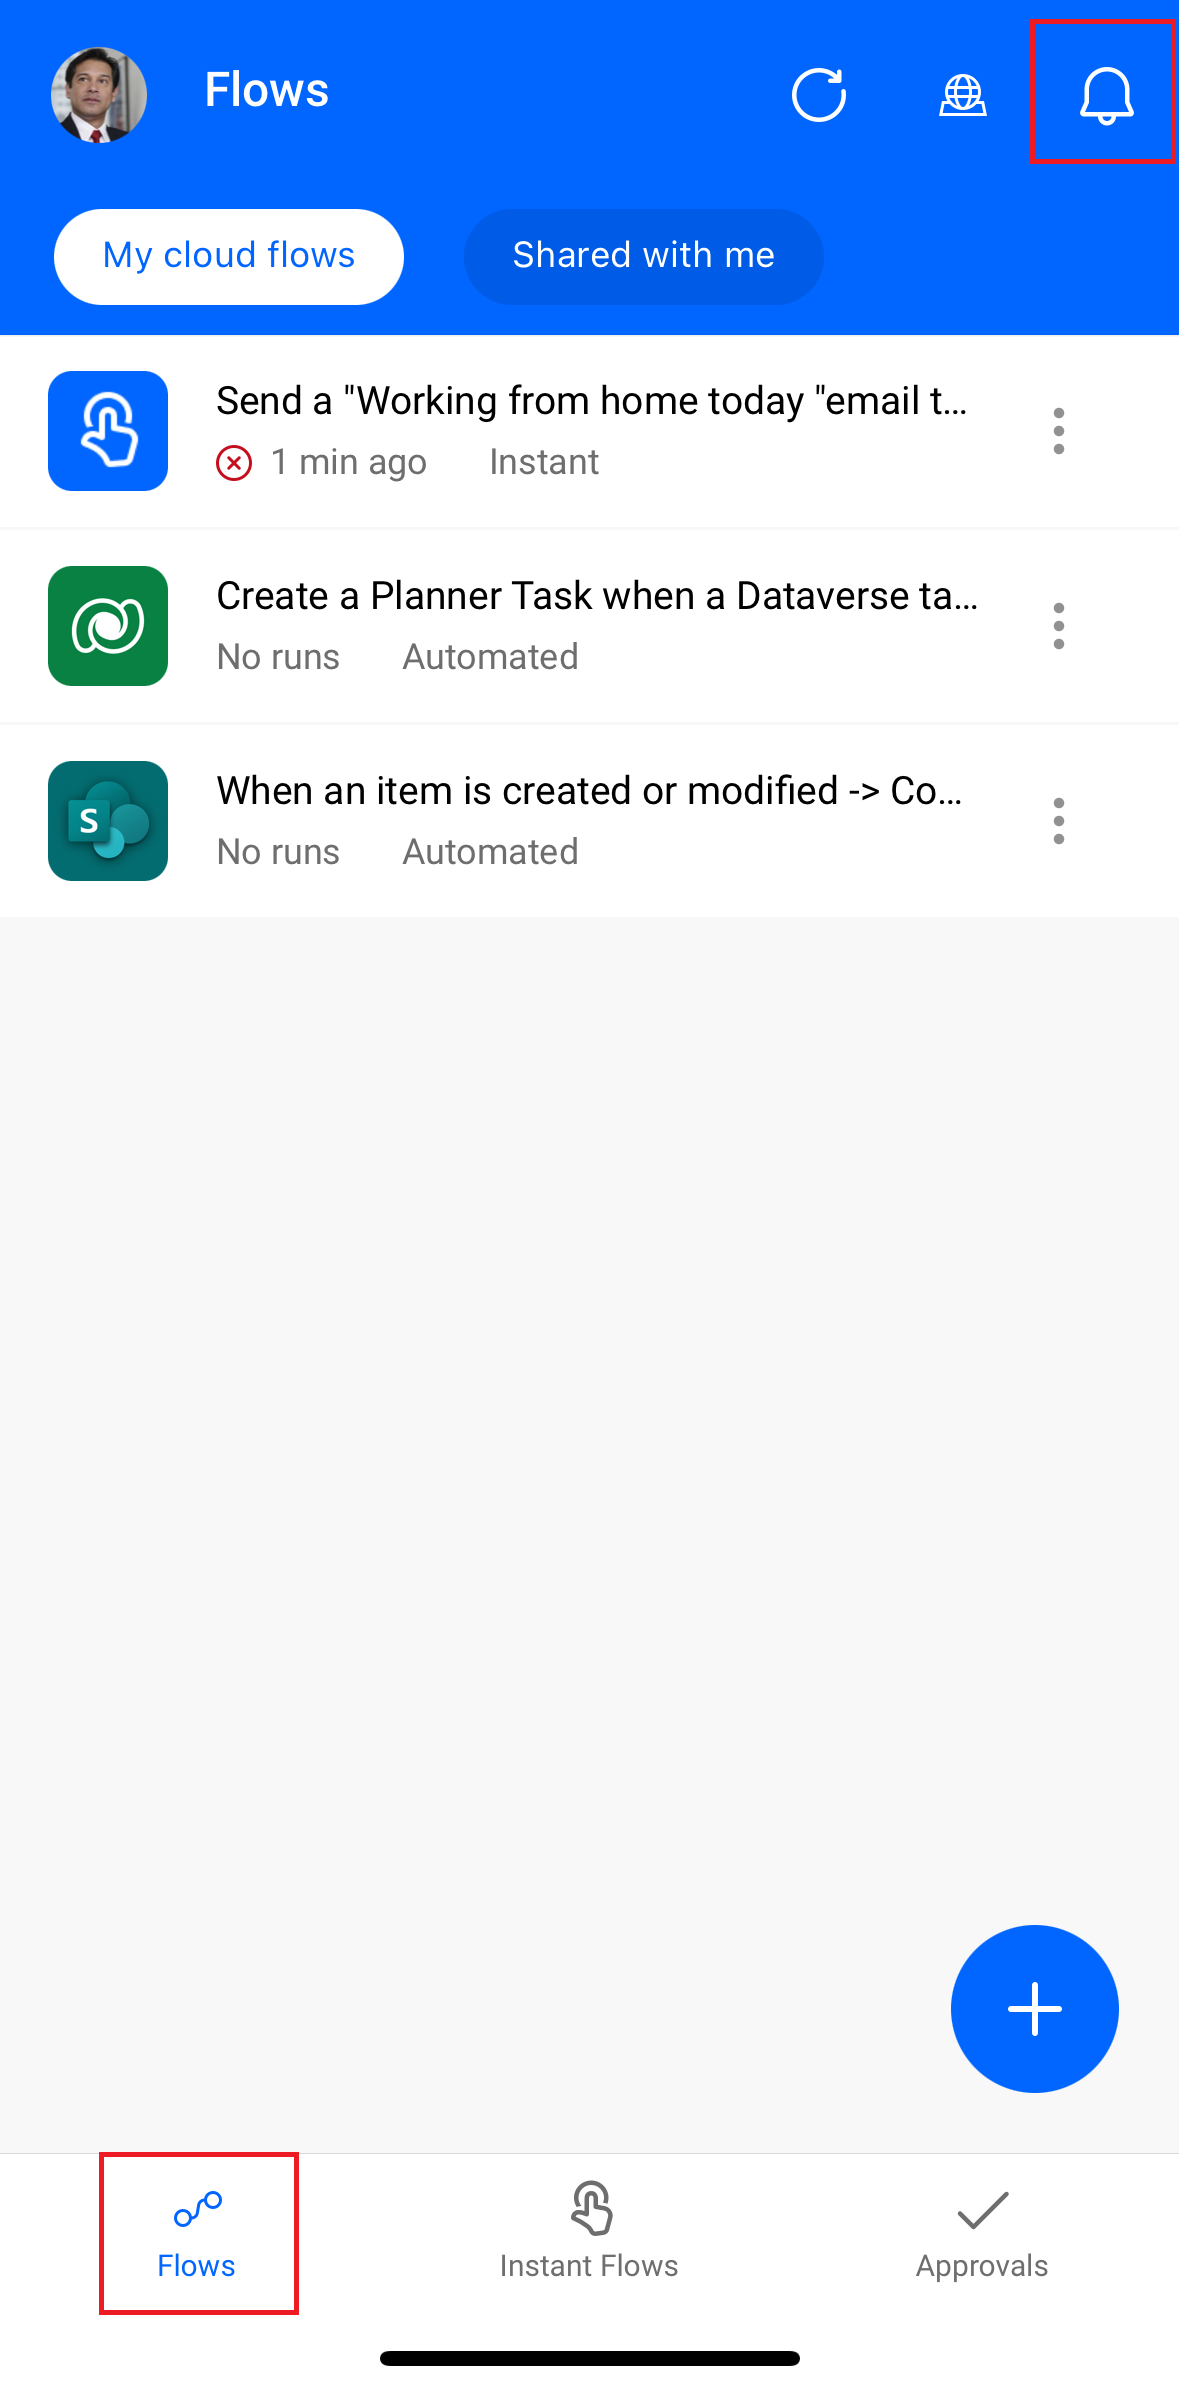 Flows
My cloud flows
Shared with me
Send a "Working from home today "email t...
1 min ago Instant
Create a Planner Task when a Dataverse ta...
No runs Automated
S
When an item is created or modified -> Co...
No runs Automated
Flows
Instant Flows
Approvals